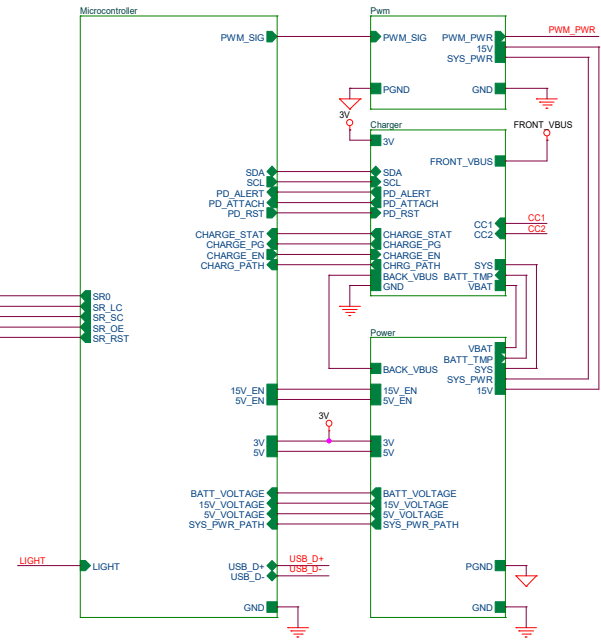 Microcontroller
PWM_SIG
SDA
SCL
PD_ALERT
PD_ATTACH
PD_RST
CHARGE_STAT
CHARGE_PG
CHARGE_EN
CHARG_PATH
SR0
SR_LC
SR_SC
SR_OE
SR_RST
15V_EN
5V_EN
3V
5V
BATT_VOLTAGE
15V_VOLTAGE
5V_VOLTAGE
SYS_PWR_PATH
LIGHT
LIGHT
USB_D+
USB_D-
USB_D+
USB_D-
GND
Pwm
PWM_SIG
PWM_PWR
PWM_PWR
15V
SYS_PWR
PGND
GND
3V
Charger
FRONT_VBUS
3V
FRONT_VBUS
SDA
SCL
PD_ALERT
PD_ATTACH
PD_RST
CC1
CC1
CC2
CC2
CHARGE_STAT
CHARGE_PG
CHARGE_EN
CHRG_PATH
BACK_VBUS
GND
SYS
BATT_TMP
VBAT
Power
VBAT
BATT_TMP
SYS
SYS_PWR
15V
BACK_VBUS
15V_EN
5V_EN
3V
3V
5V
BATT_VOLTAGE
15V_VOLTAGE
5V_VOLTAGE
SYS_PWR_PATH
PGND
GND